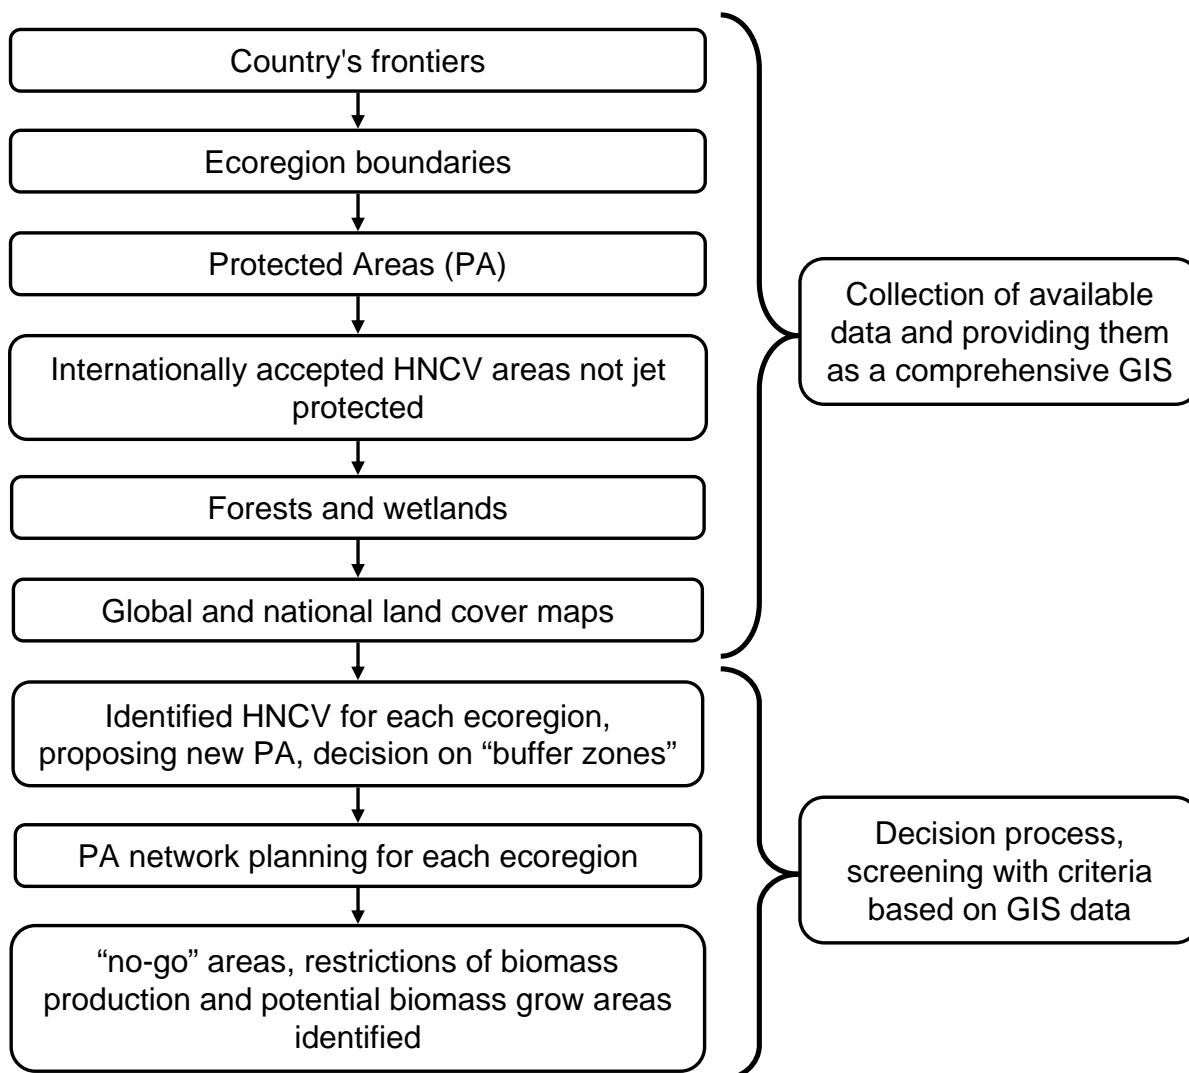 Country's frontiers
Ecoregion boundaries
Protected Areas (PA)
Internationally accepted HNCV areas not jet
protected
Forests and wetlands
Global and national land cover maps
Collection of available
data and providing them
as a comprehensive GIS
Identified HNCV for each ecoregion,
proposing new PA, decision on “buffer zones”
PA network planning for each ecoregion
“no-go” areas, restrictions of biomass
production and potential biomass grow areas
identified
Decision process,
screening with criteria
based on GIS data